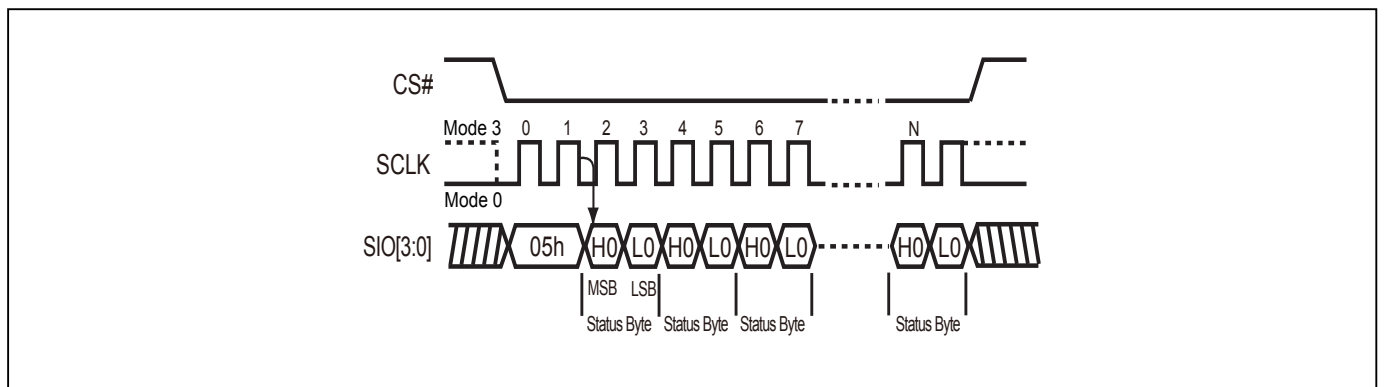 CS#
Mode 3 0 1 2 3 4 5 6 7 N
SCLK
Mode 0
SIO[3:0] 05h H0 L0 H0 L0 H0 L0 H0 L0
MSB LSB
Status Byte Status Byte Status Byte Status Byte